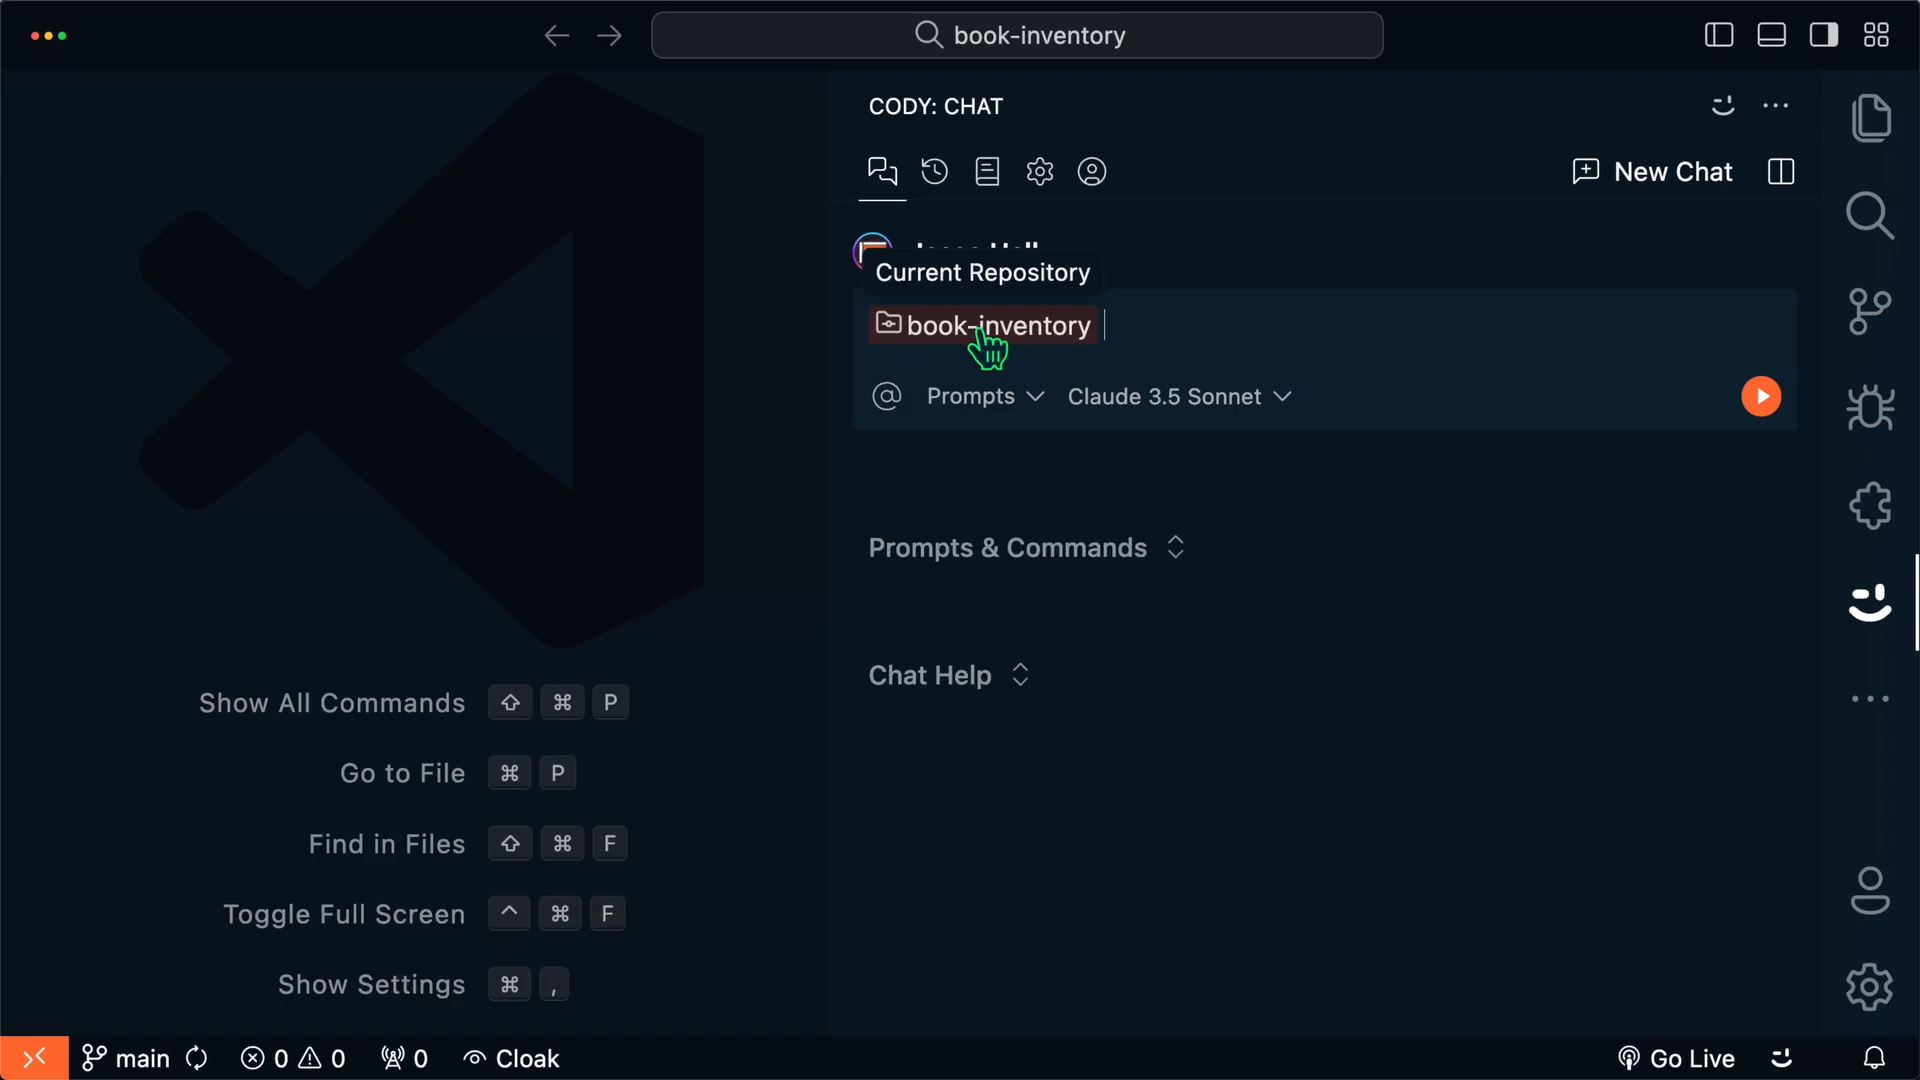 book-inventory
CODY: CHAT
New Chat
Current Repository
book-inventory
@ Prompts Claude 3.5 Sonnet
Prompts & Commands
Chat Help
Show All Commands ⇧ ⌘ P
Go to File ⌘ P
Find in Files ⇧ ⌘ F
Toggle Full Screen ^ ⌘ F
Show Settings ⌘ ,
main 0 0 0 Cloak Go Live